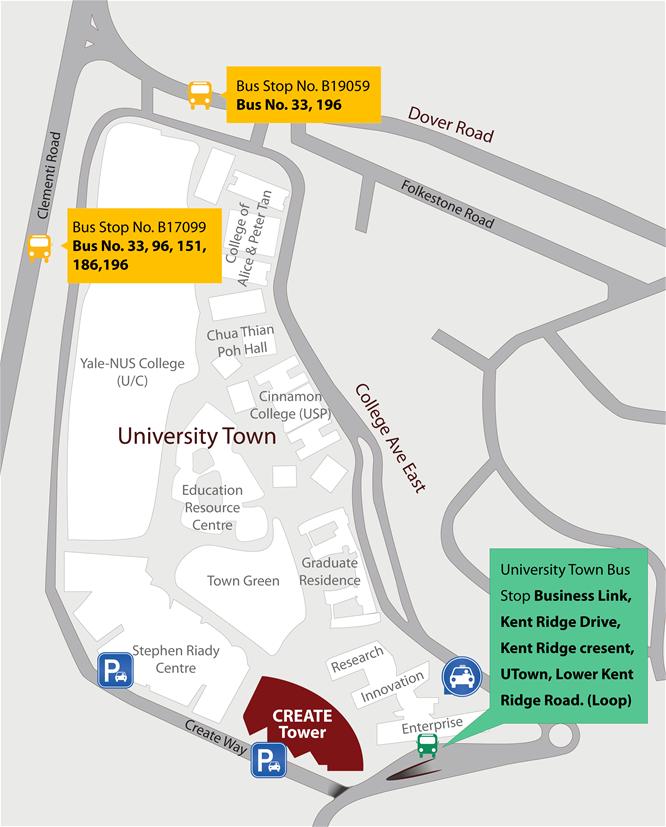 Bus Stop No. B19059
Bus No. 33, 196
Dover Road
Clementi Road
Folkestone Road
College of
Alice & Peter Tan
Bus Stop No. B17099
Bus No. 33, 96, 151,
186,196
Chua Thian
Poh Hall
Yale-NUS College
(U/C)
Cinnamon
College (USP)
College Ave East
University Town
Education
Resource
Centre
Graduate
Residence
Town Green
University Town Bus
Stop Business Link,
Kent Ridge Drive,
Kent Ridge cresent,
UTown, Lower Kent
Ridge Road. (Loop)
Stephen Riady
Centre
P
Research
Innovation
Enterprise
CREATE
Tower
Create Way
P